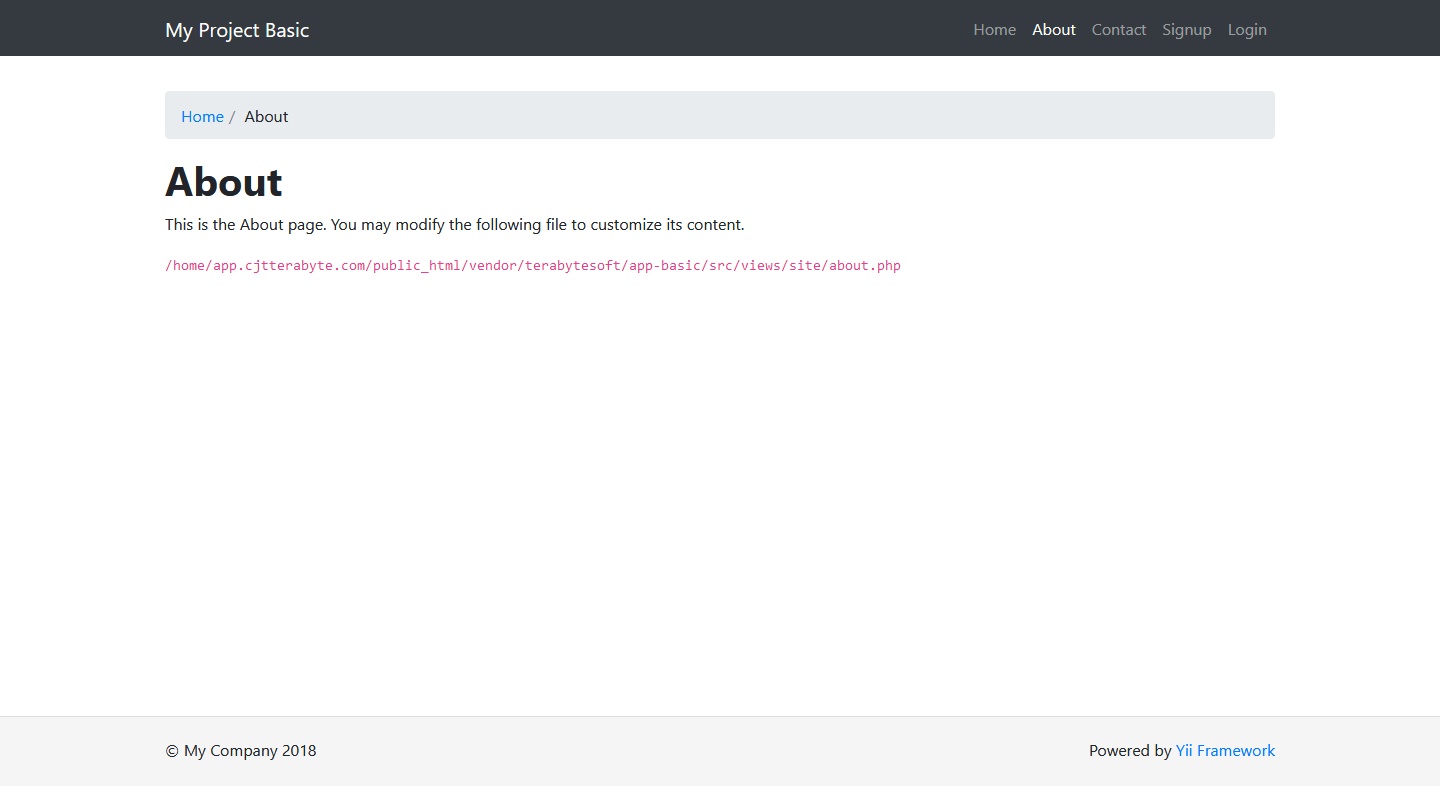 My Project Basic Home About Contact Signup Login
Home / About
About
This is the About page. You may modify the following file to customize its content.
/home/app.cjtterabyte.com/public_html/vendor/terabytesoft/app-basic/src/views/site/about.php
© My Company 2018 Powered by Yii Framework